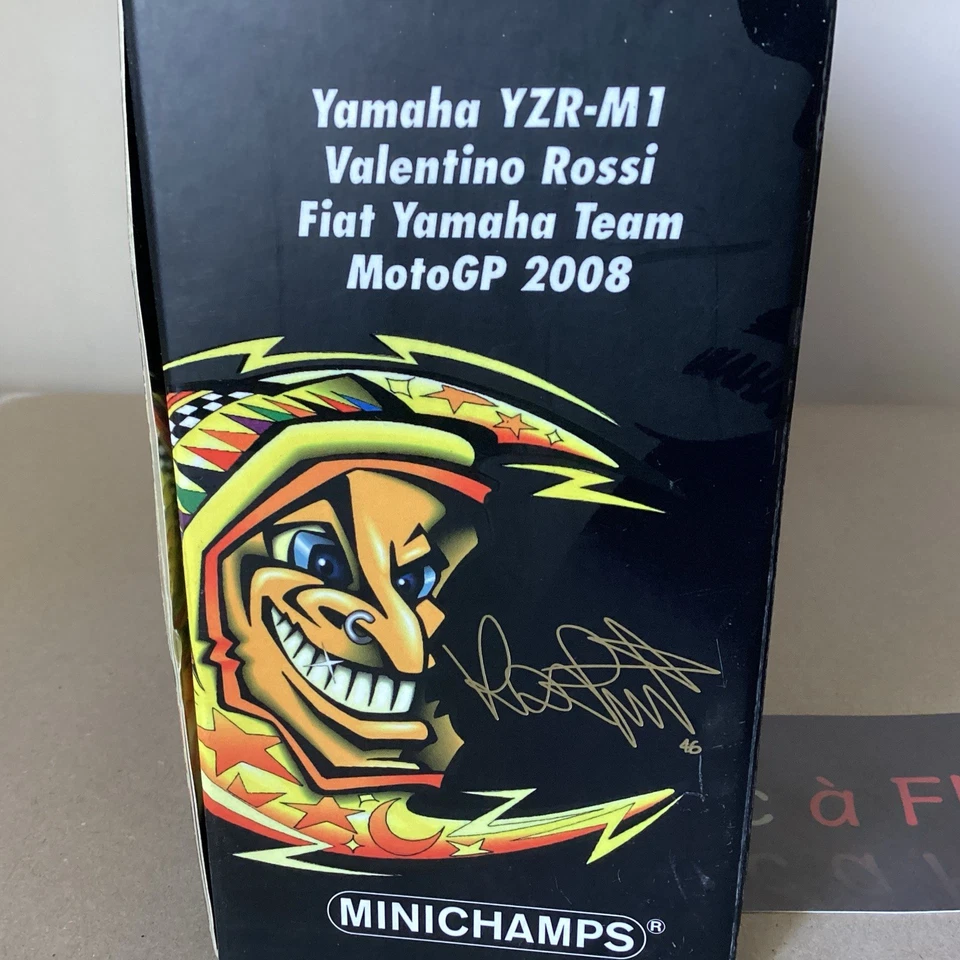 Yamaha YZR-M1
Valentino Rossi
Fiat Yamaha Team
MotoGP 2008
46
à F
MINICHAMPS®